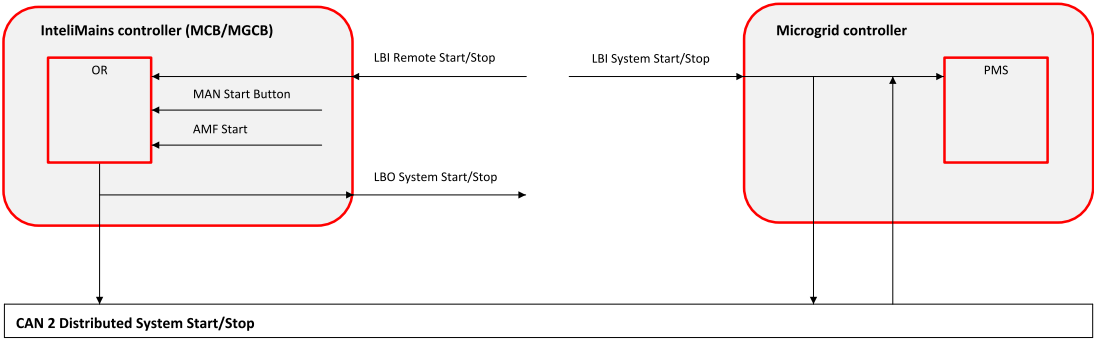 InteliMains controller (MCB/MGCB)
OR
LBI Remote Start/Stop
MAN Start Button
AMF Start
LBO System Start/Stop
Microgrid controller
LBI System Start/Stop
PMS
CAN 2 Distributed System Start/Stop